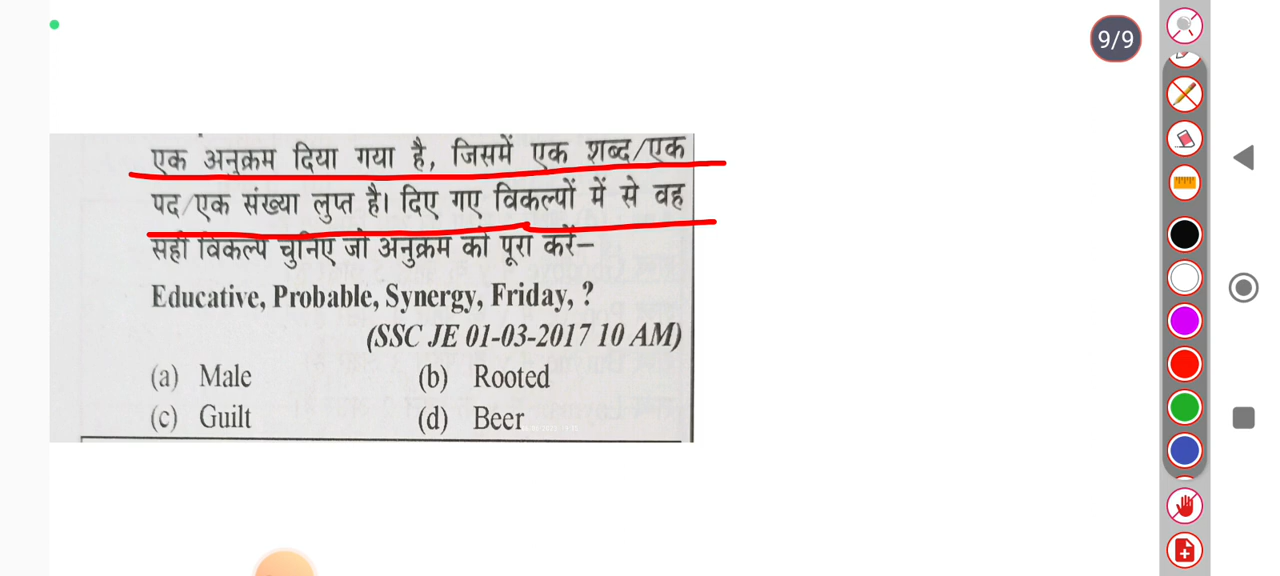 9/9
एक अनुक्रम दिया गया है, जिसमें एक शब्द/एक
पद/एक संख्या लुप्त है। दिए गए विकल्पों में से वह
सही विकल्प चुनिए जो अनुक्रम को पूरा करें–
Educative, Probable, Synergy, Friday, ?
(SSC JE 01-03-2017 10 AM)
(a) Male (b) Rooted
(c) Guilt (d) Beer